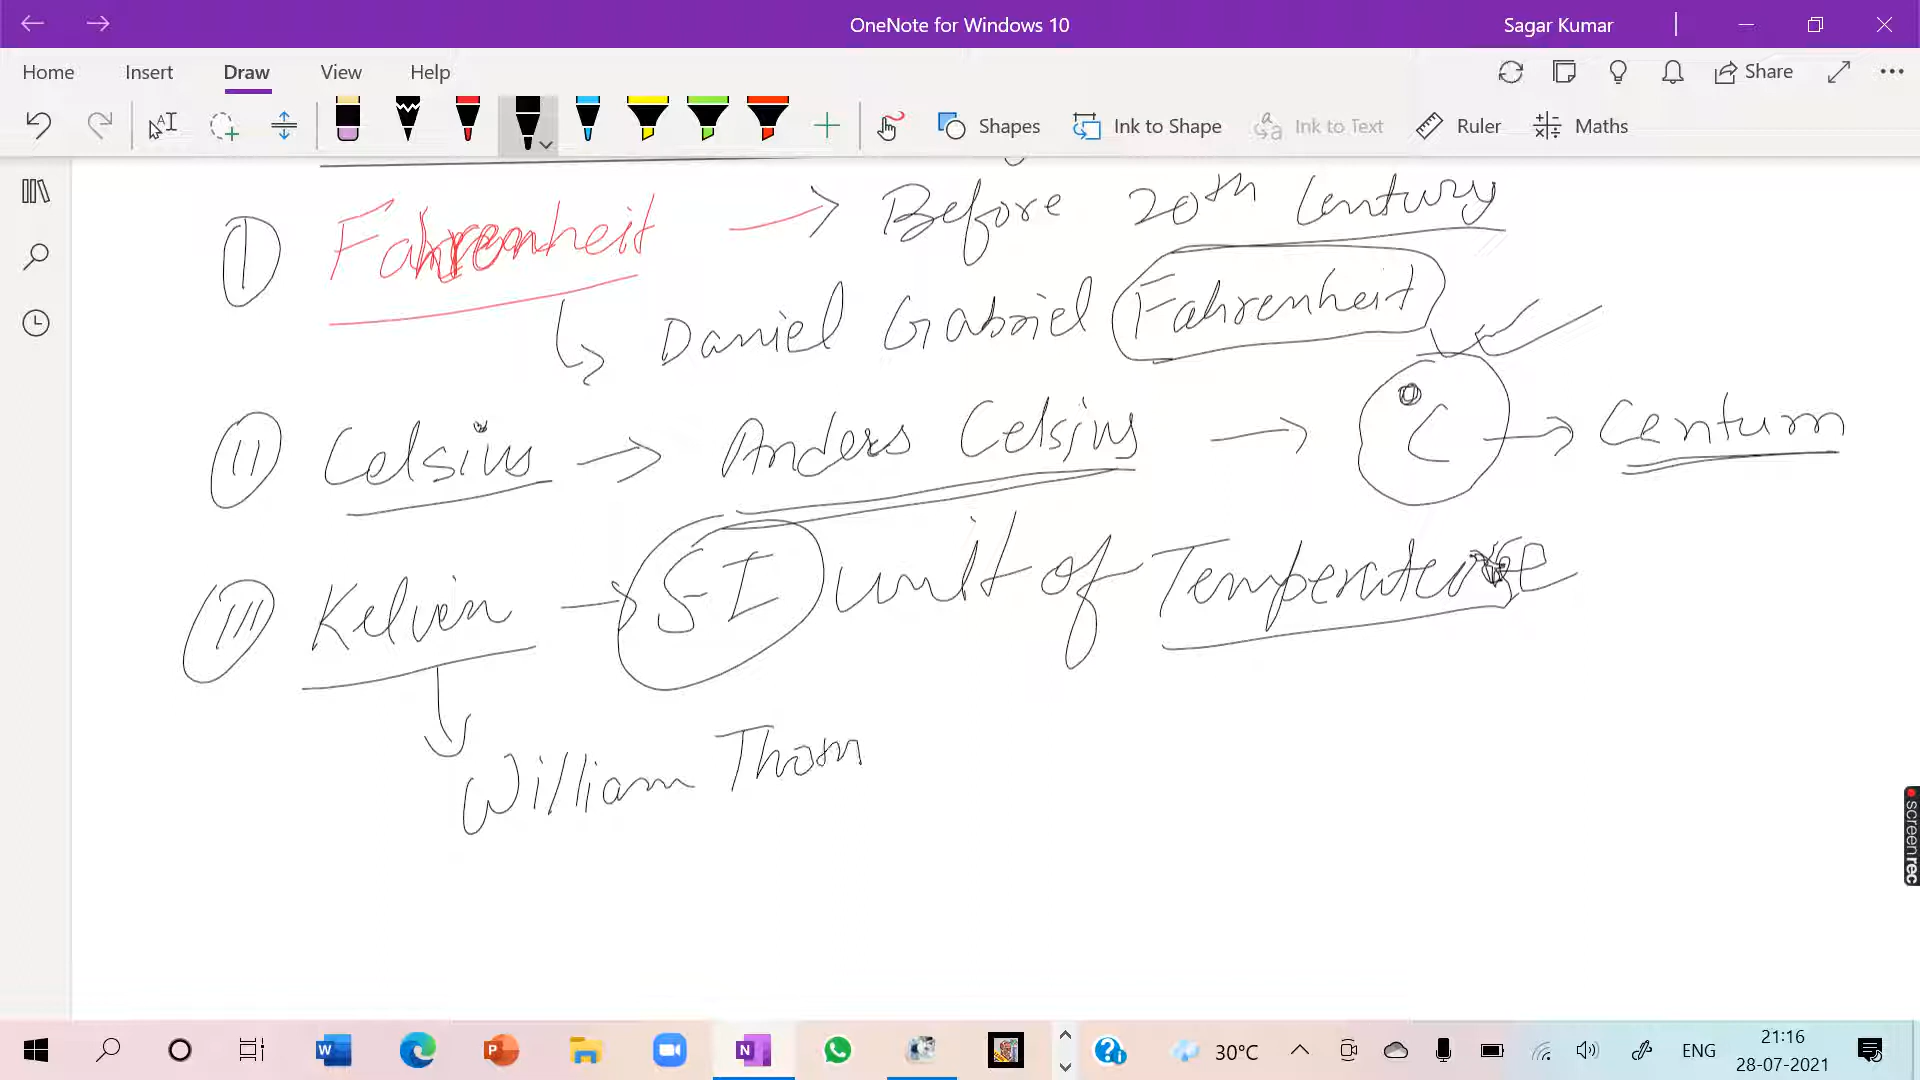 OneNote for Windows 10 Sagar Kumar
Home Insert Draw View Help Share
Shapes Ink to Shape Ink to Text Ruler Maths
I Fahrenheit → Before 20th Century
Daniel Gabriel Fahrenheit
II Celsius → Anders Celsius → °C → Centum
III Kelvin → SI unit of Temperature
William Thom
screenrec
30°C ENG 21:16
28-07-2021